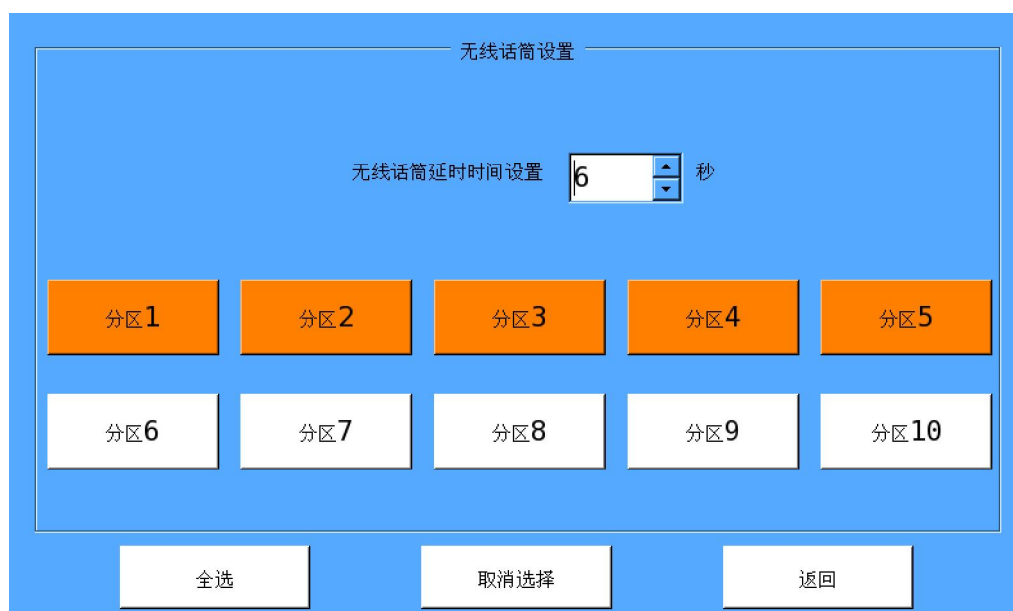 无线话筒设置
无线话筒延时时间设置 6 秒
分区1 分区2 分区3 分区4 分区5
分区6 分区7 分区8 分区9 分区10
全选 取消选择 返回